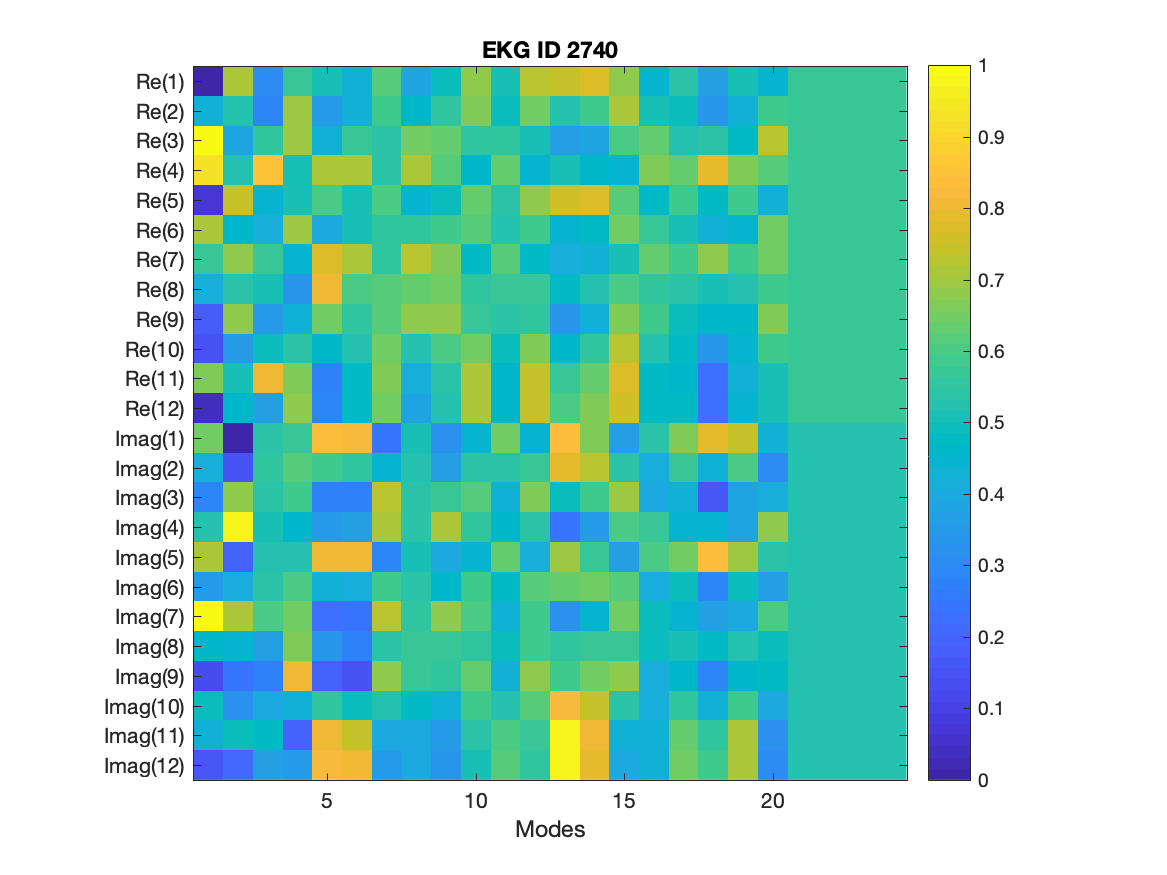 EKG ID 2740
Re(1)
Re(2)
Re(3)
Re(4)
Re(5)
Re(6)
Re(7)
Re(8)
Re(9)
Re(10)
Re(11)
Re(12)
Imag(1)
Imag(2)
Imag(3)
Imag(4)
Imag(5)
Imag(6)
Imag(7)
Imag(8)
Imag(9)
Imag(10)
Imag(11)
Imag(12)
5 10 15 20
Modes
1
0.9
0.8
0.7
0.6
0.5
0.4
0.3
0.2
0.1
0